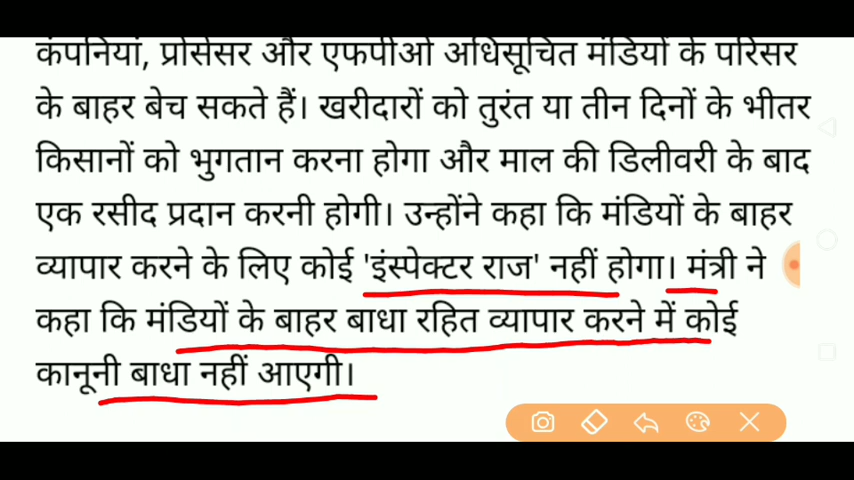 कंपनियां, प्रोसेसर और एफपीओ अधिसूचित मंडियों के परिसर
के बाहर बेच सकते हैं। खरीदारों को तुरंत या तीन दिनों के भीतर
किसानों को भुगतान करना होगा और माल की डिलीवरी के बाद
एक रसीद प्रदान करनी होगी। उन्होंने कहा कि मंडियों के बाहर
व्यापार करने के लिए कोई 'इंस्पेक्टर राज' नहीं होगा। मंत्री ने
कहा कि मंडियों के बाहर बाधा रहित व्यापार करने में कोई
कानूनी बाधा नहीं आएगी।